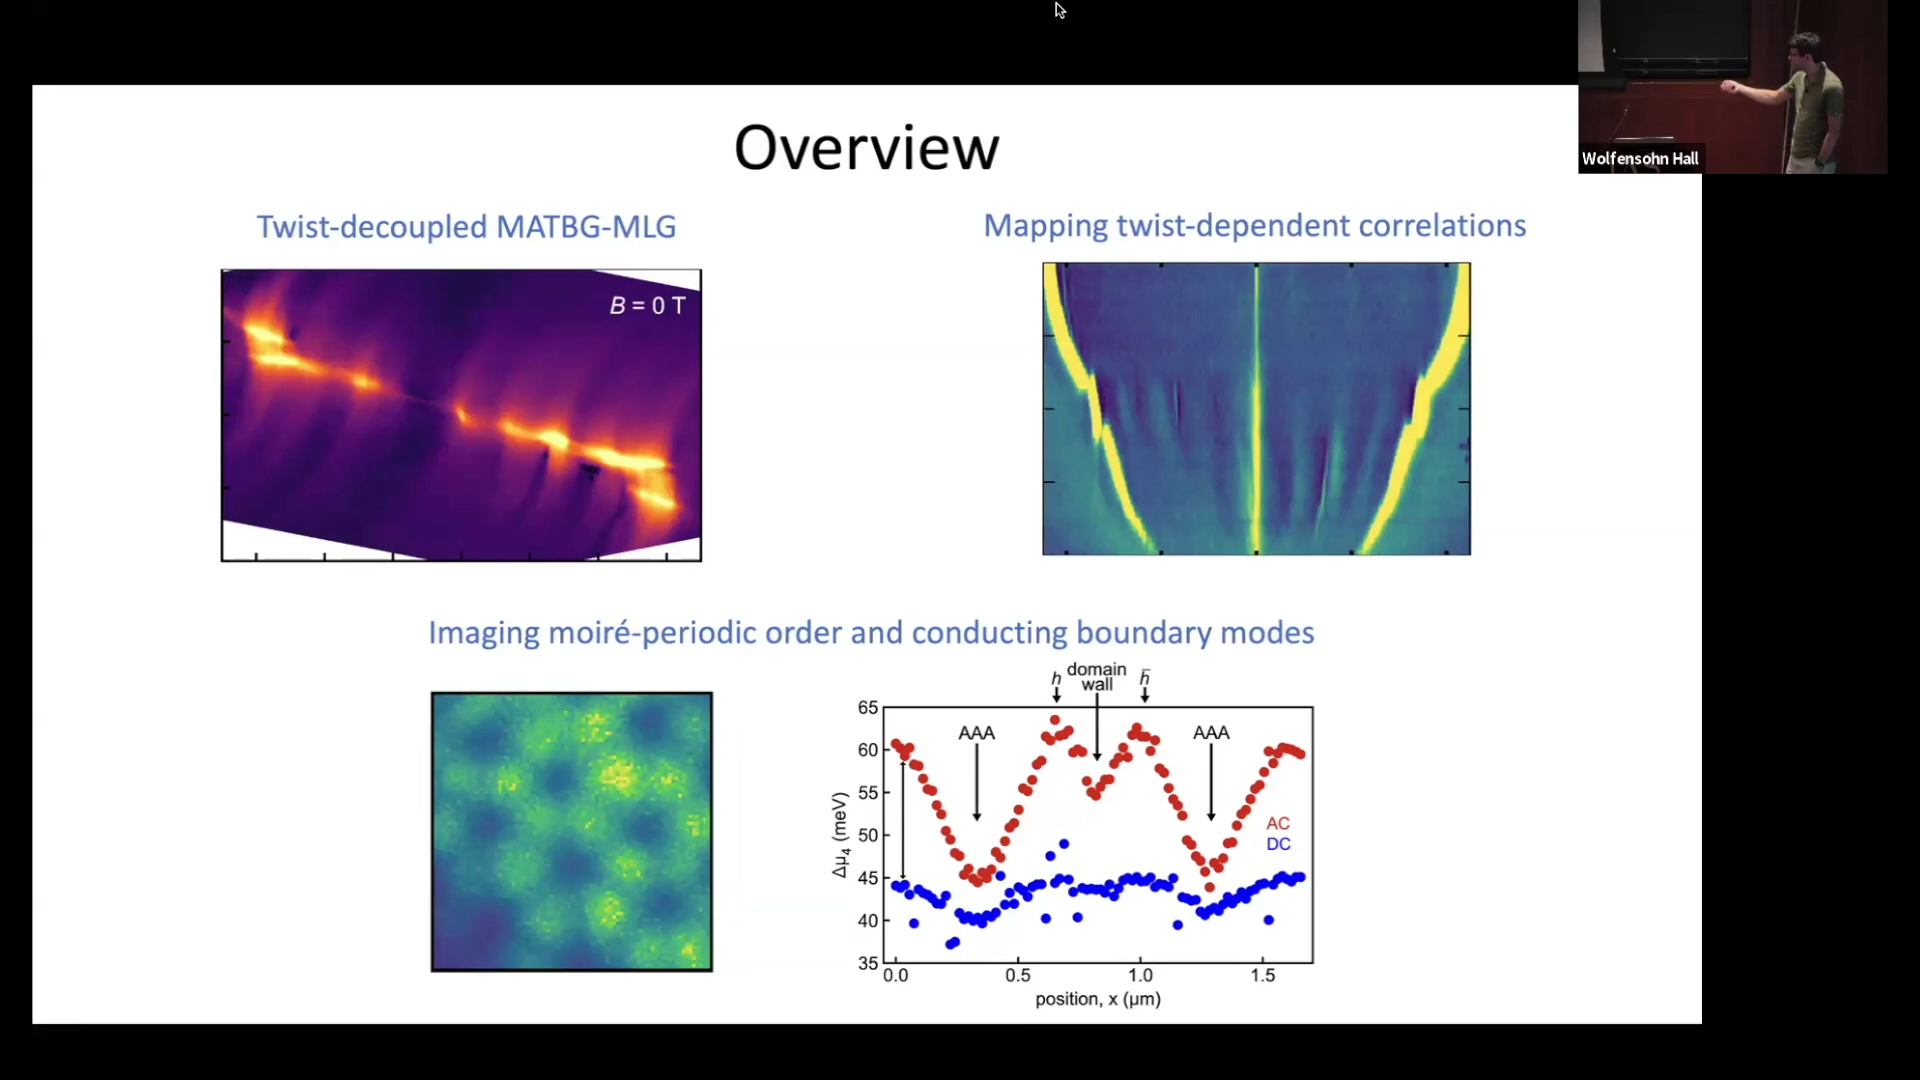 Wolfensohn Hall
Overview
Twist-decoupled MATBG-MLG
B = 0 T
Mapping twist-dependent correlations
Imaging moiré-periodic order and conducting boundary modes
h
domain
wall
h̅
AAA
AAA
AC
DC
65
60
55
50
45
40
35
Δμ₄ (meV)
0.0
0.5
1.0
1.5
position, x (μm)